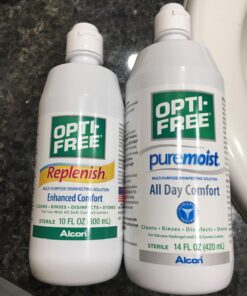 OPTI-
FREE
Replenish
MULTI-PURPOSE DISINFECTING SOLUTION
Enhanced Comfort
CLEANS • RINSES • DISINFECTS • STORES
For Use With All Soft Contact Lenses
STERILE 10 FL OZ (300 mL)
Alcon
OPTI-
FREE
puremoist
MULTI-PURPOSE DISINFECTING SOLUTION
All Day Comfort
CLEANS • RINSES • DISINFECTS • STORES
STERILE 14 FL OZ (420 mL)
Alcon